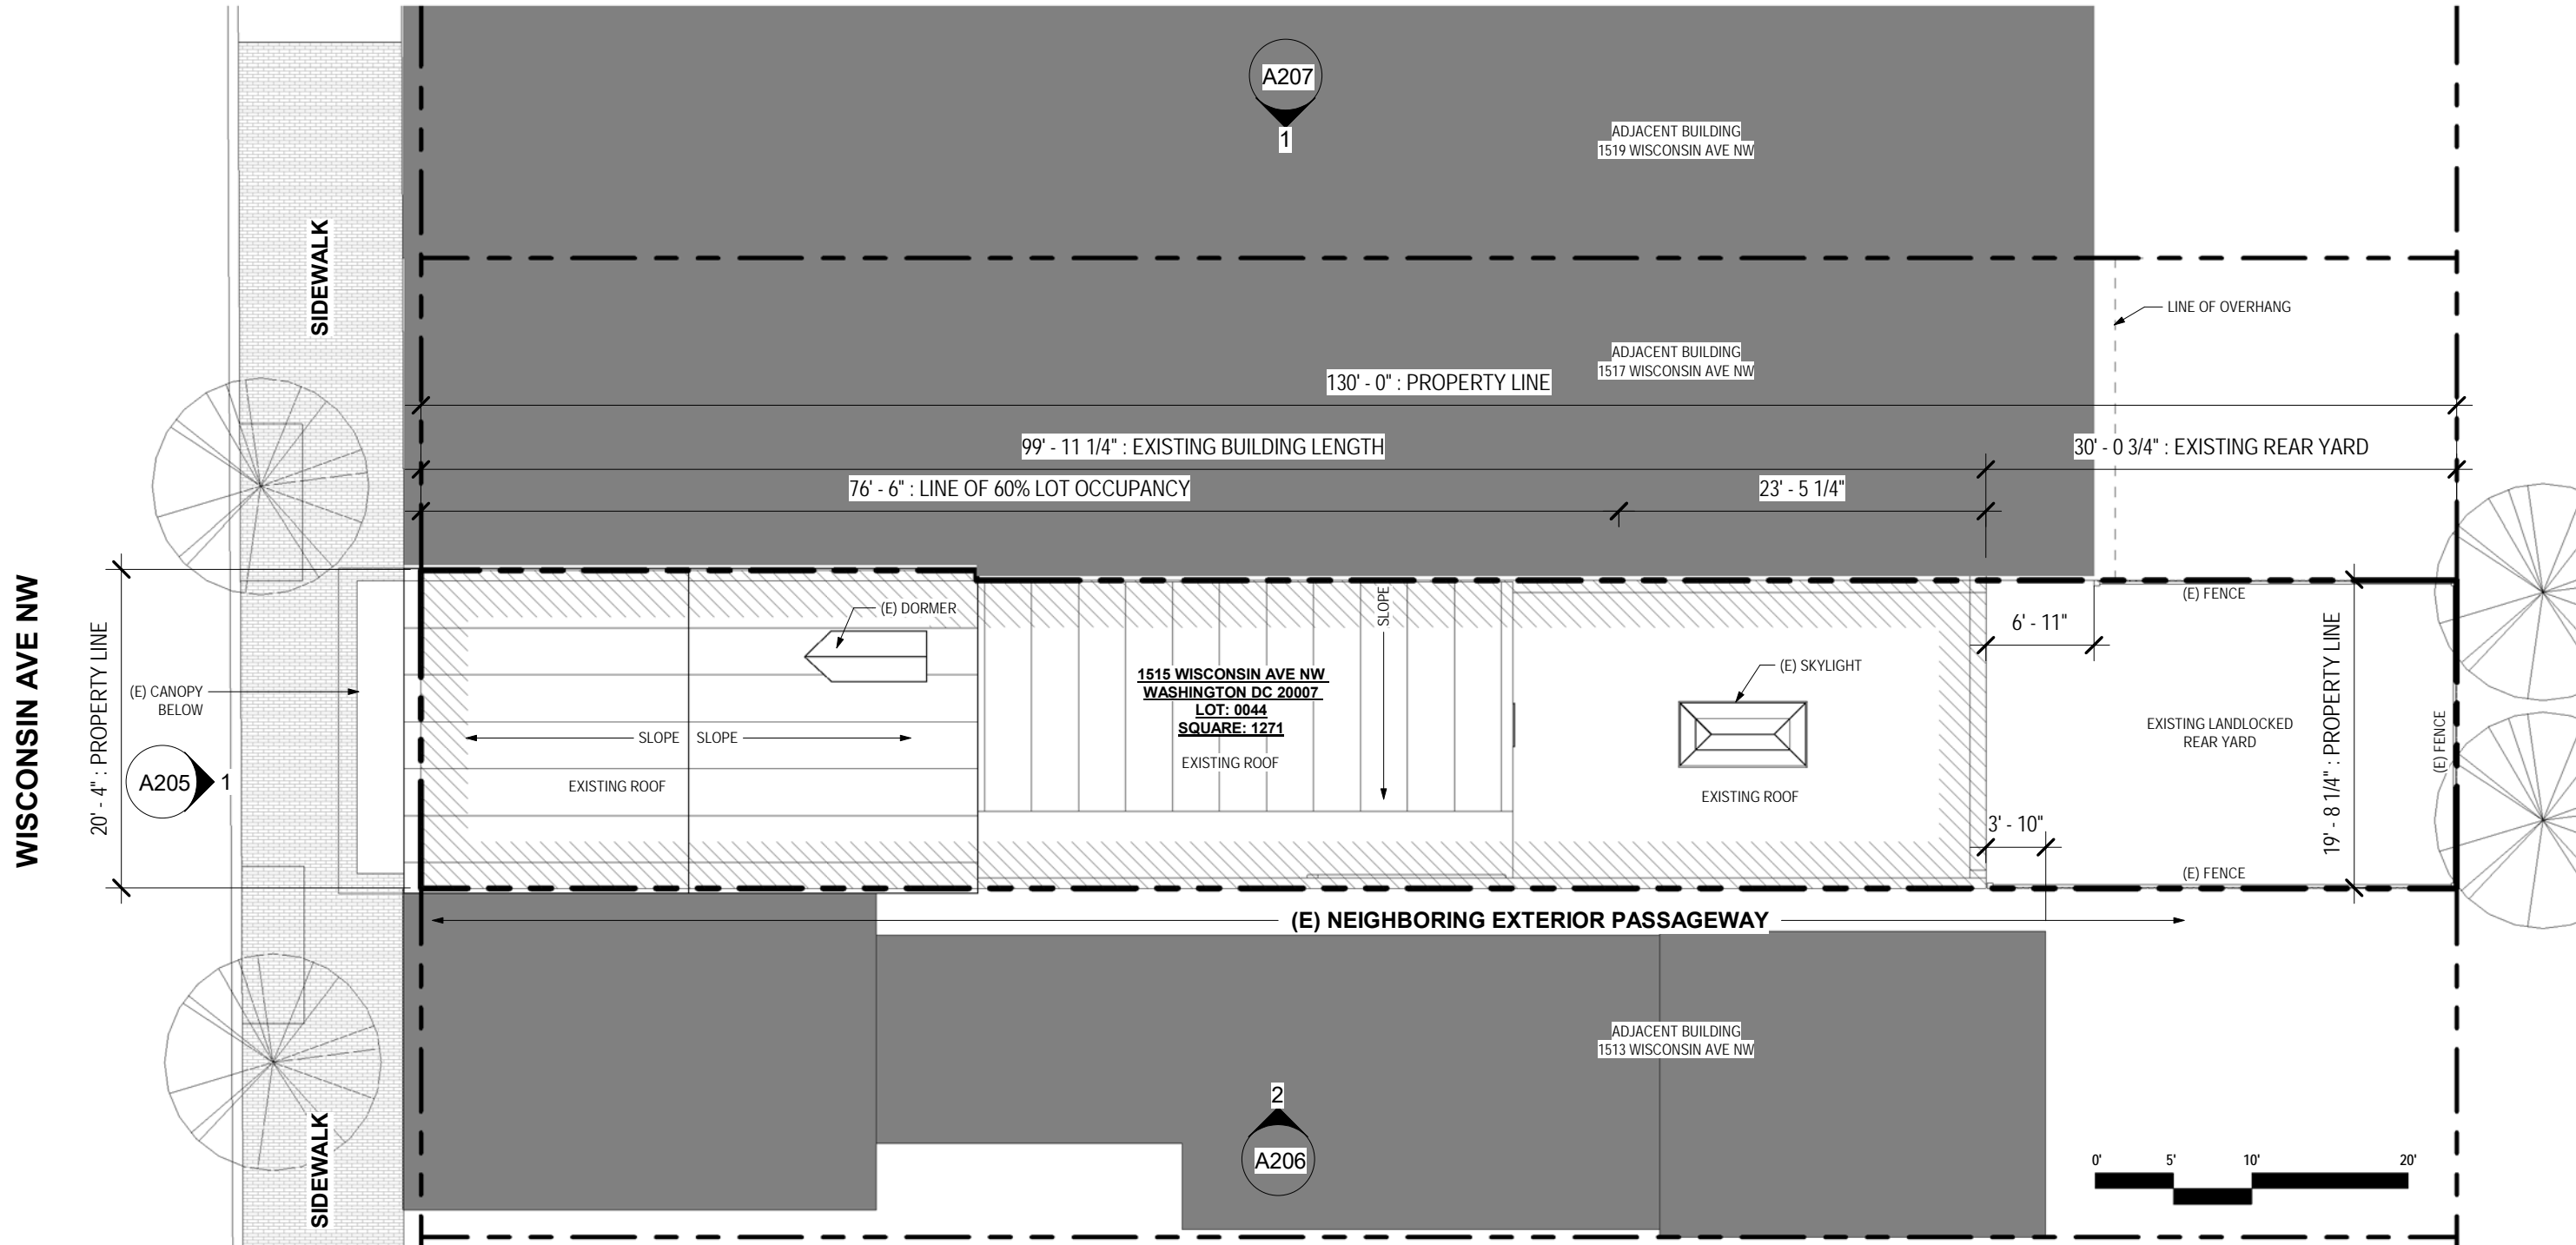 A207
1
ADJACENT BUILDING
1519 WISCONSIN AVE NW
SIDEWALK
LINE OF OVERHANG
ADJACENT BUILDING
1517 WISCONSIN AVE NW
130' - 0" : PROPERTY LINE
99' - 11 1/4" : EXISTING BUILDING LENGTH
30' - 0 3/4" : EXISTING REAR YARD
76' - 6" : LINE OF 60% LOT OCCUPANCY
23' - 5 1/4"
WISCONSIN AVE NW
20' - 4" : PROPERTY LINE
(E) CANOPY
BELOW
A205
1
(E) DORMER
SLOPE
SLOPE
EXISTING ROOF
SLOPE
1515 WISCONSIN AVE NW
WASHINGTON DC 20007
LOT: 0044
SQUARE: 1271
EXISTING ROOF
(E) SKYLIGHT
EXISTING ROOF
(E) FENCE
6' - 11"
EXISTING LANDLOCKED
REAR YARD
19' - 8 1/4" : PROPERTY LINE
(E) FENCE
3' - 10"
(E) FENCE
(E) NEIGHBORING EXTERIOR PASSAGEWAY
ADJACENT BUILDING
1513 WISCONSIN AVE NW
2
A206
SIDEWALK
0' 5' 10' 20'